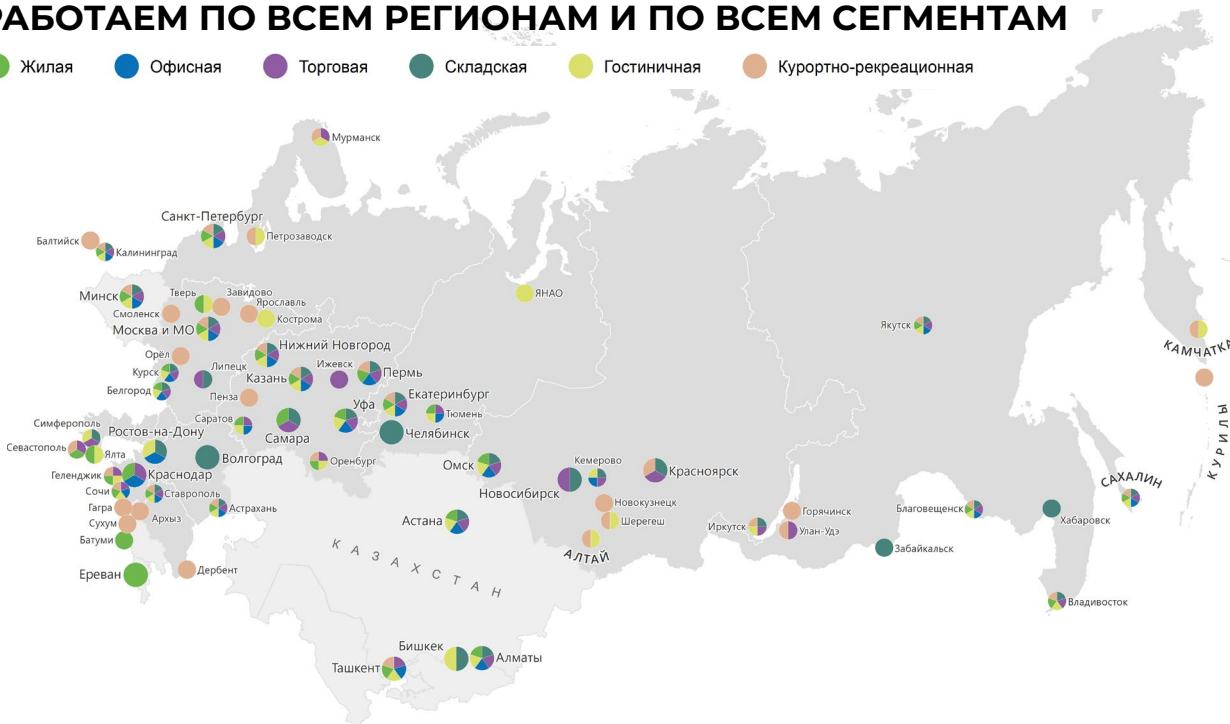 РАБОТАЕМ ПО ВСЕМ РЕГИОНАМ И ПО ВСЕМ СЕГМЕНТАМ
Жилая
Офисная
Торговая
Складская
Гостиничная
Курортно-рекреационная
Мурманск
Санкт-Петербург
Петрозаводск
Балтийск
Калининград
Минск
Тверь
Завидово
Ярославль
Смоленск
Кострома
Москва и МО
ЯНАО
Якутск
КАМЧАТКА
Нижний Новгород
Орёл
Курск
Липецк
Ижевск
Казань
Пермь
Белгород
Пенза
Екатеринбург
Уфа
Тюмень
Саратов
Самара
Челябинск
Симферополь
Ростов-на-Дону
Севастополь
Ялта
Волгоград
Оренбург
Омск
Кемерово
Красноярск
КУРИЛЫ
САХАЛИН
Геленджик
Краснодар
Новосибирск
Сочи
Ставрополь
Новокузнецк
Гагра
Архыз
Астрахань
Астана
Шерегеш
Горячинск
Благовещенск
Сухум
Иркутск
Улан-Удэ
Хабаровск
Батуми
КАЗАХСТАН
АЛТАЙ
Забайкальск
Ереван
Дербент
Владивосток
Бишкек
Ташкент
Алматы